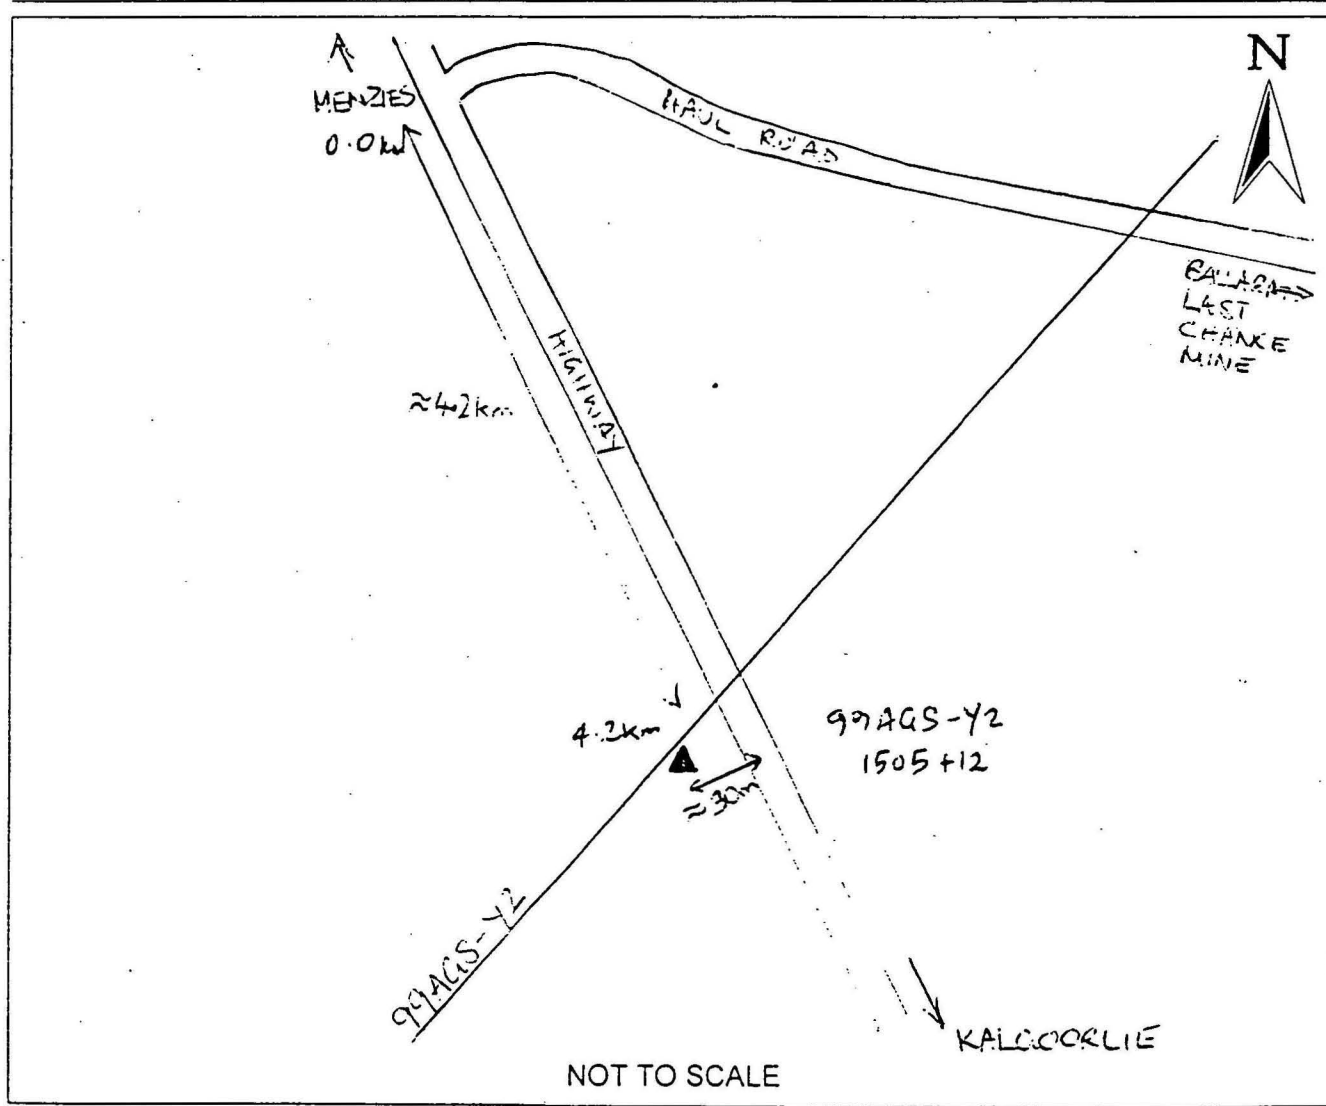 N
MENZIES
0.0km
HAUL ROAD
LAST
CHANCE
MINE
HIGHWAY
≈42km
4.2km
≈30m
99AGS-Y2
1505+12
99AGS-Y2
KALGOORLIE
NOT TO SCALE